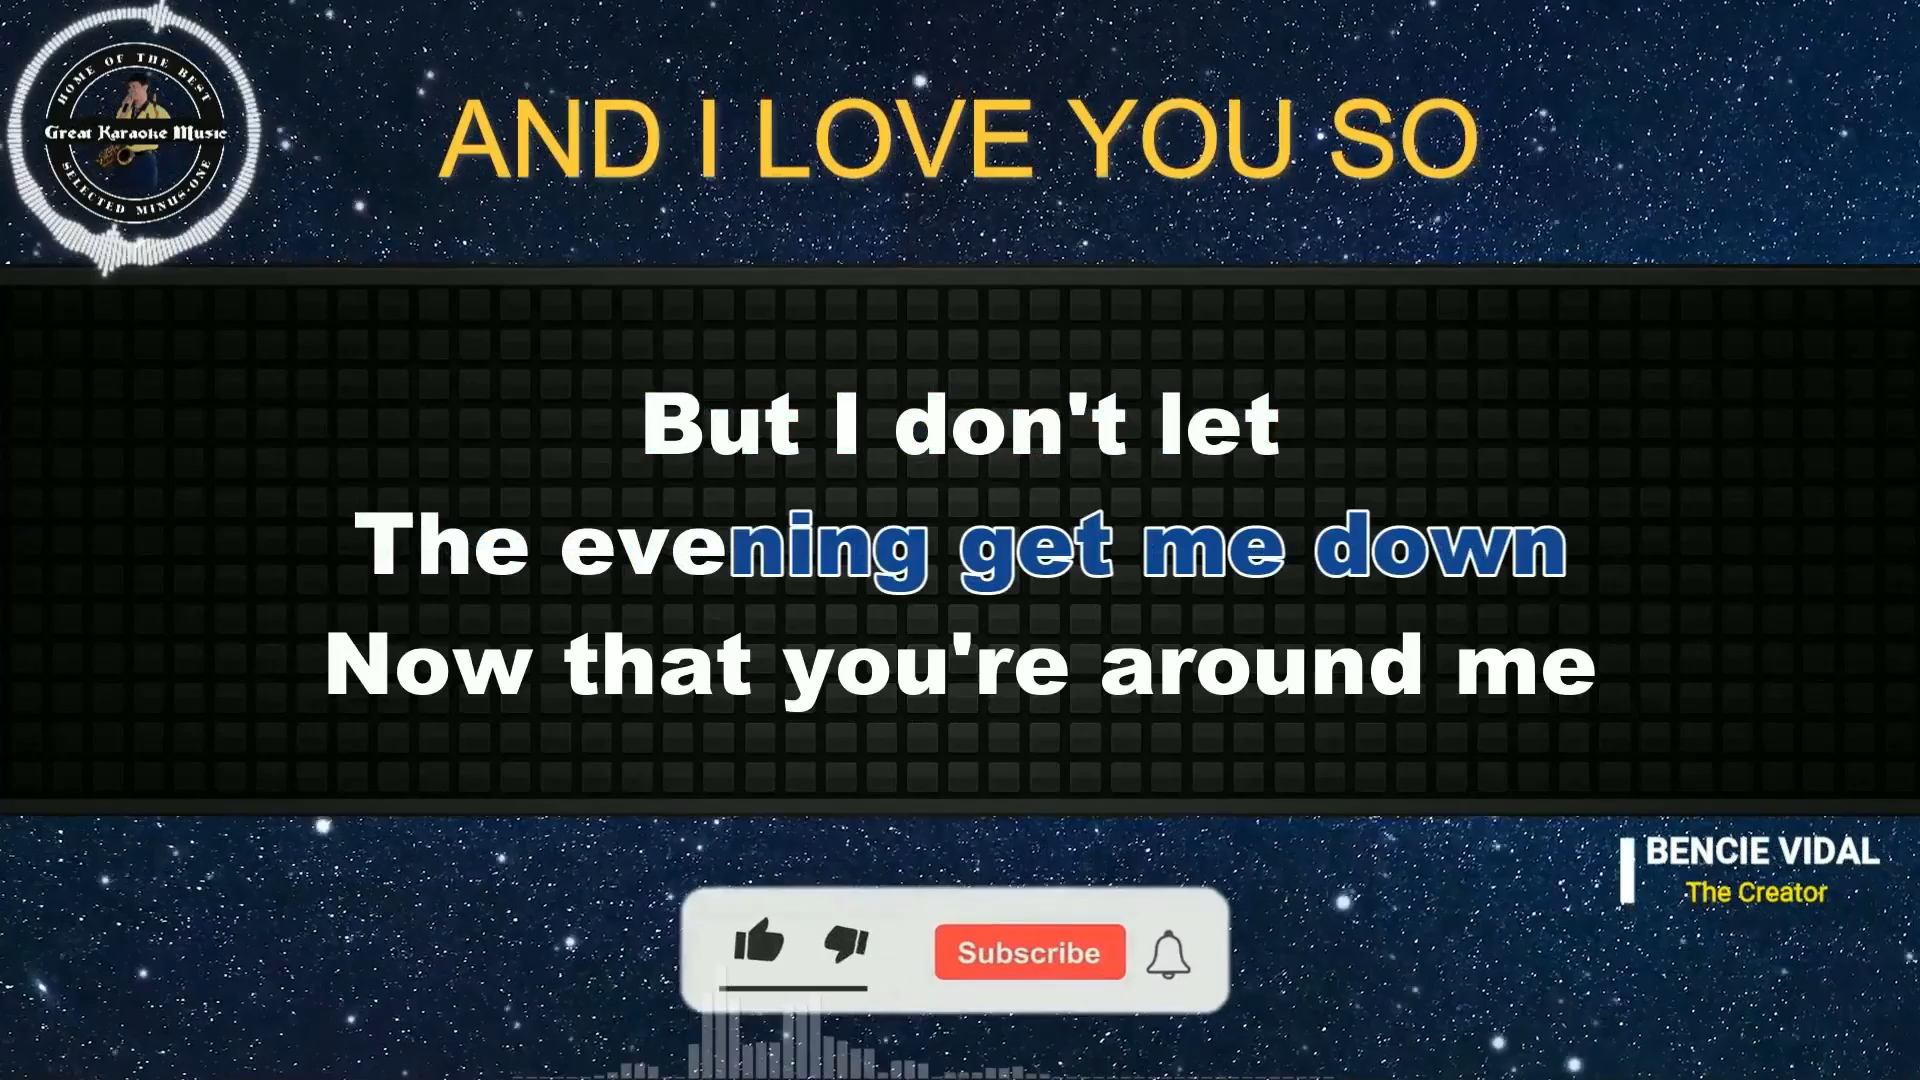 HOME OF THE BEST
Great Karaoke Music
SELECTED MINUS-ONE
AND I LOVE YOU SO
But I don't let
The evening get me down
Now that you're around me
BENCIE VIDAL
The Creator
Subscribe